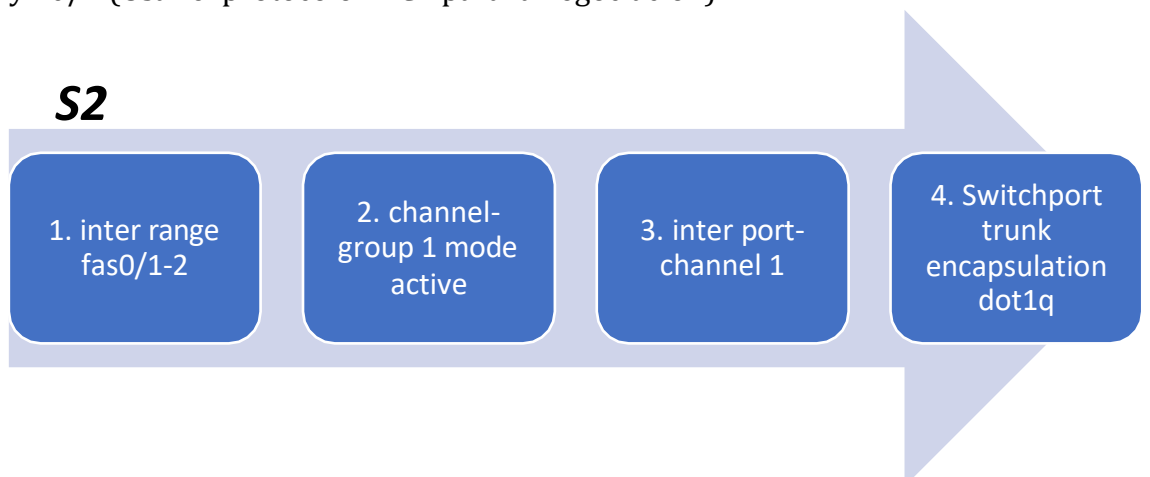 S2
1. inter range
fas0/1-2
2. channel-
group 1 mode
active
3. inter port-
channel 1
4. Switchport
trunk
encapsulation
dot1q